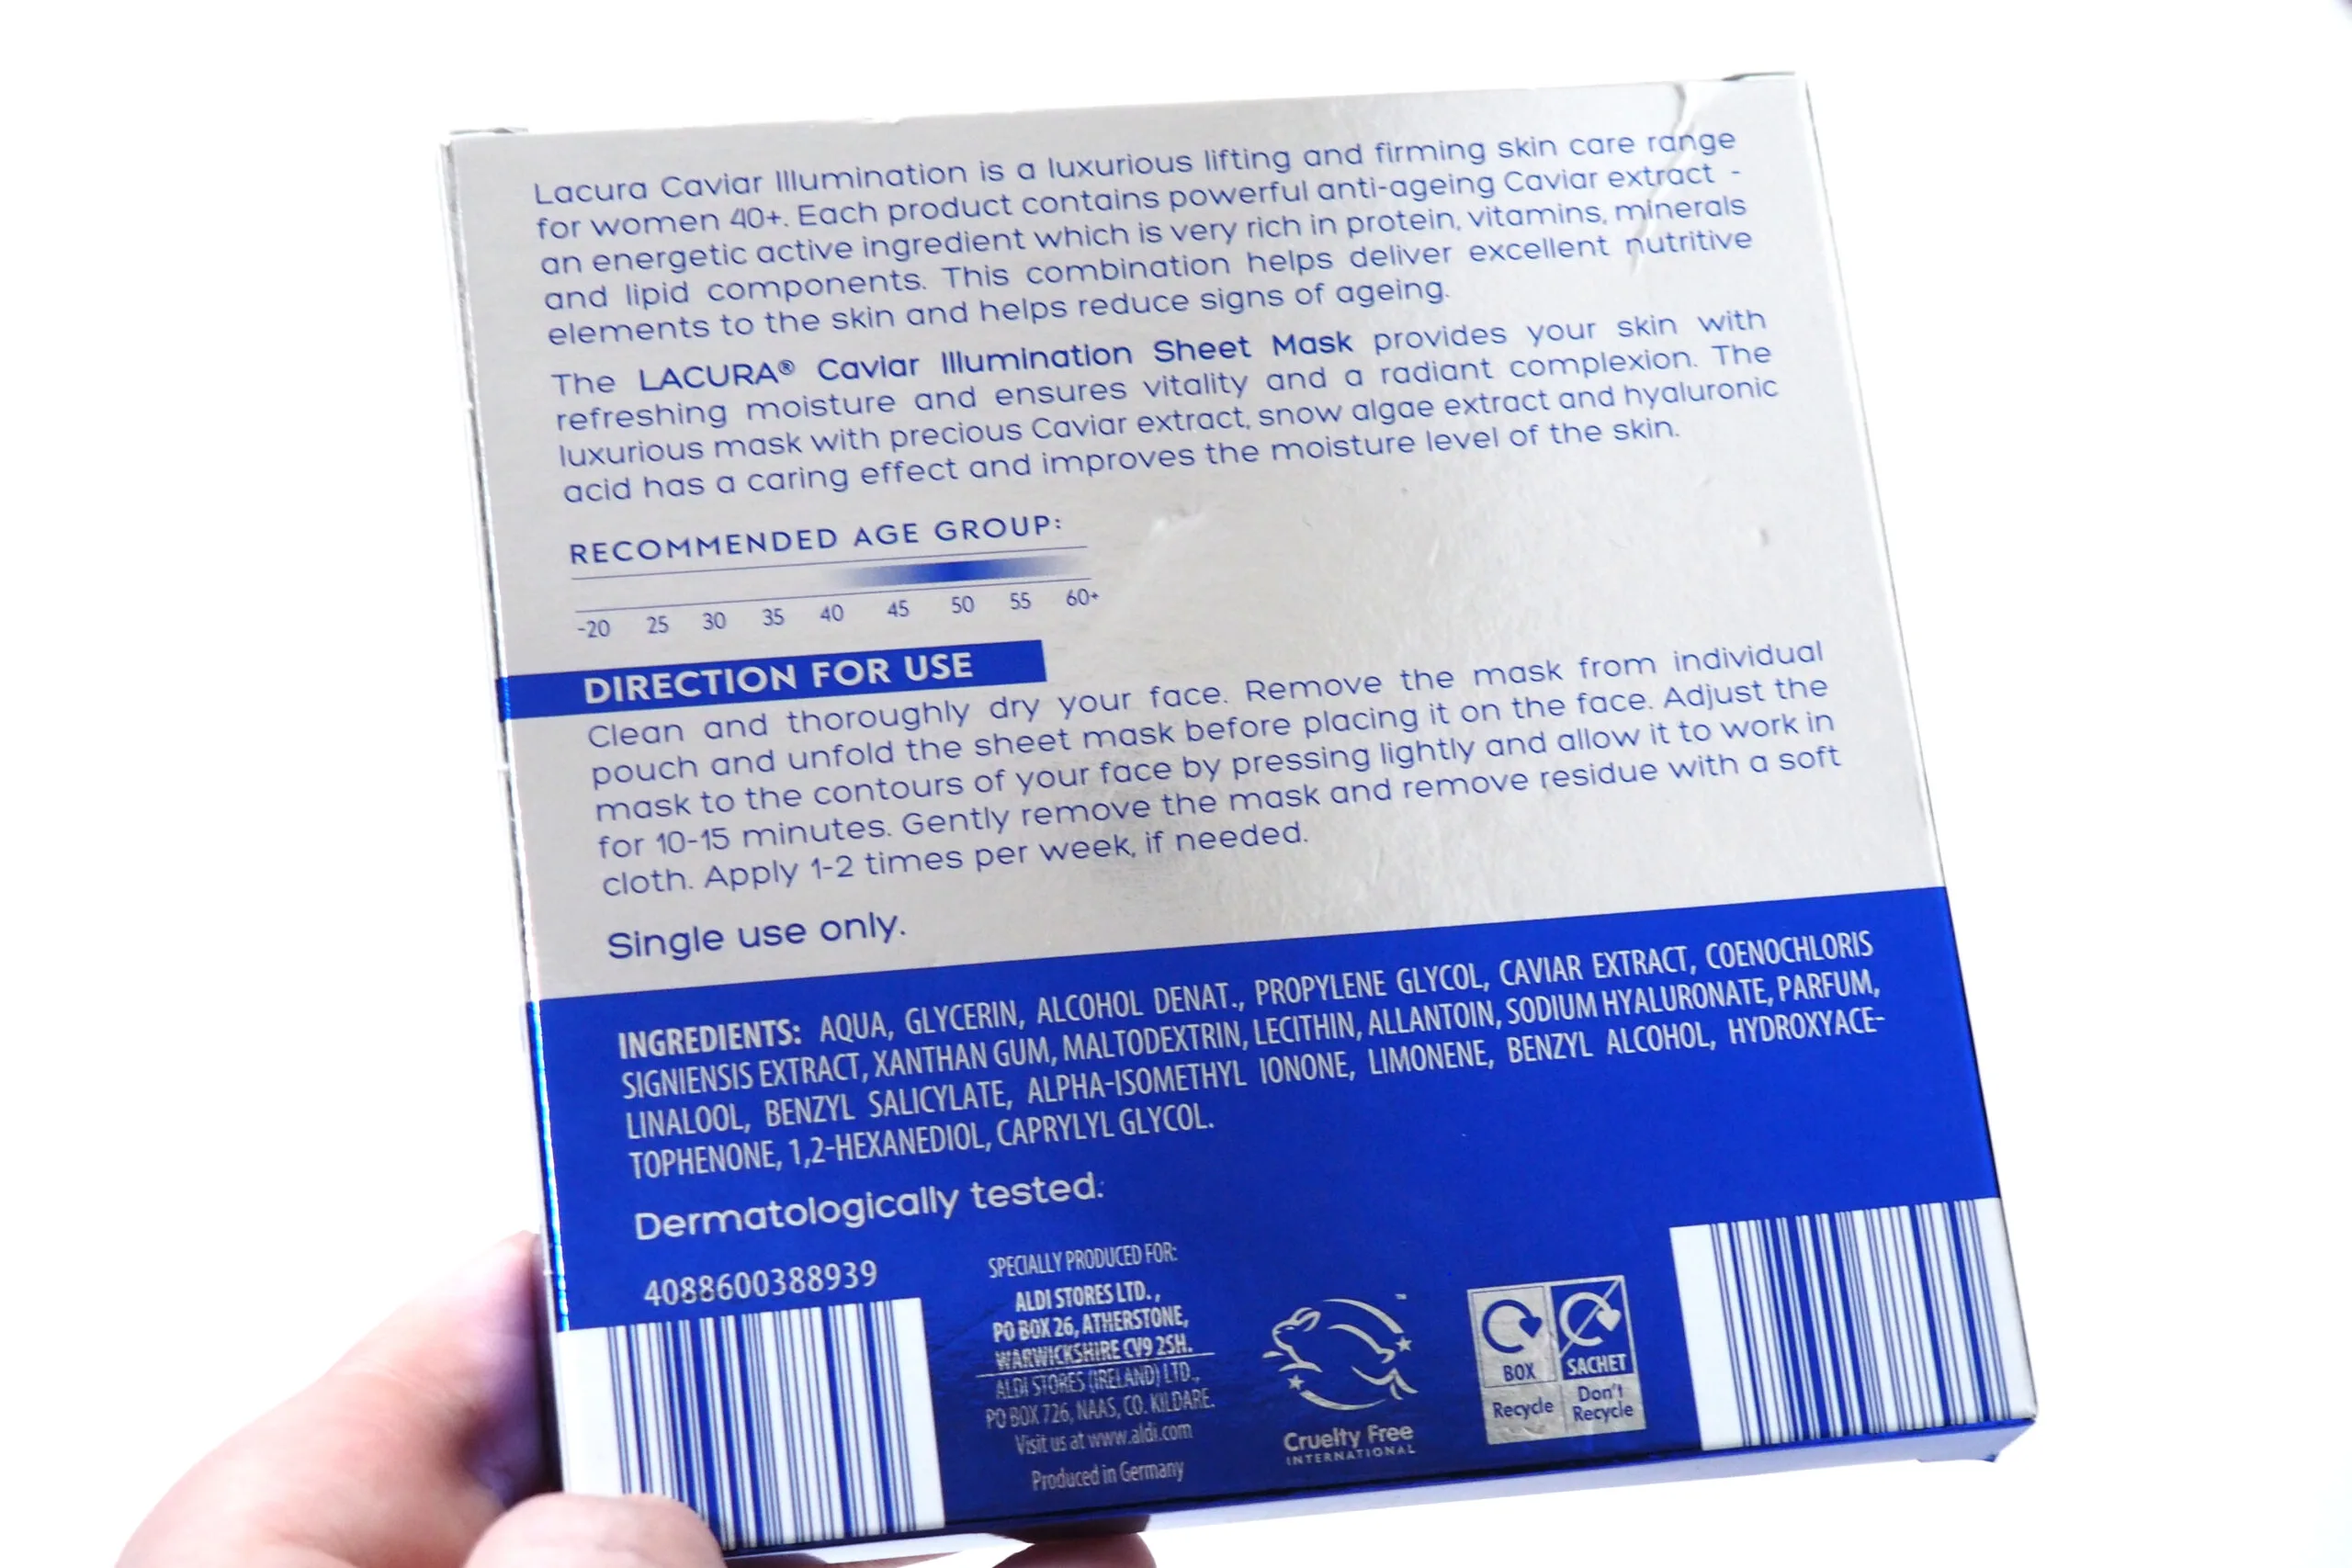 Lacura Caviar Illumination is a luxurious lifting and firming skin care range
for women 40+. Each product contains powerful anti-ageing Caviar extract -
an energetic active ingredient which is very rich in protein, vitamins, minerals
and lipid components. This combination helps deliver excellent nutritive
elements to the skin and helps reduce signs of ageing.
The LACURA® Caviar Illumination Sheet Mask provides your skin with
refreshing moisture and ensures vitality and a radiant complexion. The
luxurious mask with precious Caviar extract, snow algae extract and hyaluronic
acid has a caring effect and improves the moisture level of the skin.
RECOMMENDED AGE GROUP:
-20 25 30 35 40 45 50 55 60+
DIRECTION FOR USE
Clean and thoroughly dry your face. Remove the mask from individual
pouch and unfold the sheet mask before placing it on the face. Adjust the
mask to the contours of your face by pressing lightly and allow it to work in
for 10-15 minutes. Gently remove the mask and remove residue with a soft
cloth. Apply 1-2 times per week, if needed.
Single use only.
INGREDIENTS: AQUA, GLYCERIN, ALCOHOL DENAT., PROPYLENE GLYCOL, CAVIAR EXTRACT, COENOCHLORIS
SIGNIENSIS EXTRACT, XANTHAN GUM, MALTODEXTRIN, LECITHIN, ALLANTOIN, SODIUM HYALURONATE, PARFUM,
LINALOOL, BENZYL SALICYLATE, ALPHA-ISOMETHYL IONONE, LIMONENE, BENZYL ALCOHOL, HYDROXYACE-
TOPHENONE, 1,2-HEXANEDIOL, CAPRYLYL GLYCOL.
Dermatologically tested.
4088600388939
SPECIALLY PRODUCED FOR:
ALDI STORES LTD.,
PO BOX 26, ATHERSTONE,
WARWICKSHIRE CV9 2SH.
ALDI STORES (IRELAND) LTD.,
PO BOX 726, NAAS, CO. KILDARE.
Visit us at www.aldi.com
Produced in Germany
TM
Cruelty Free
INTERNATIONAL
BOX
Recycle
SACHET
Don't
Recycle